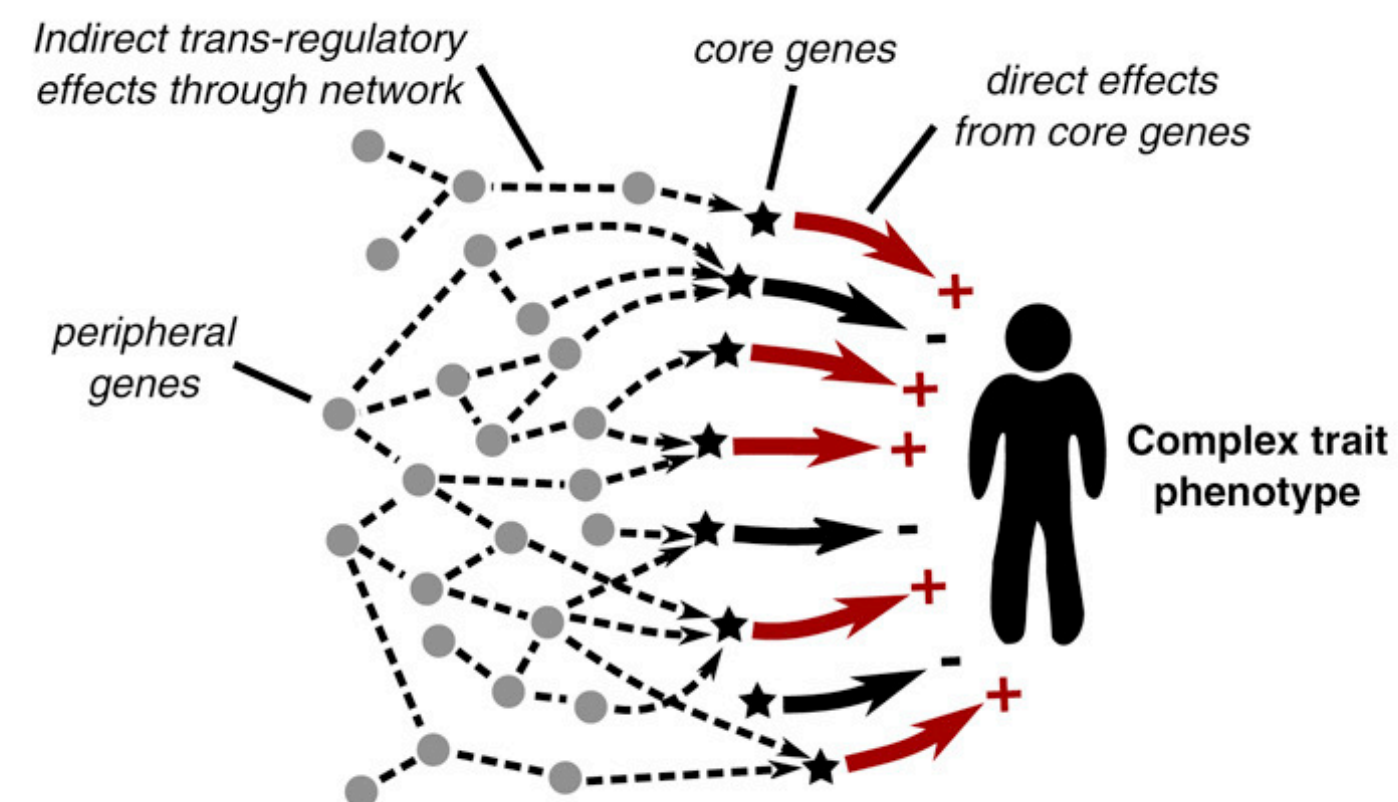 Indirect trans-regulatory
effects through network
core genes
direct effects
from core genes
peripheral
genes
+
-
+
+
-
+
-
+
Complex trait
phenotype